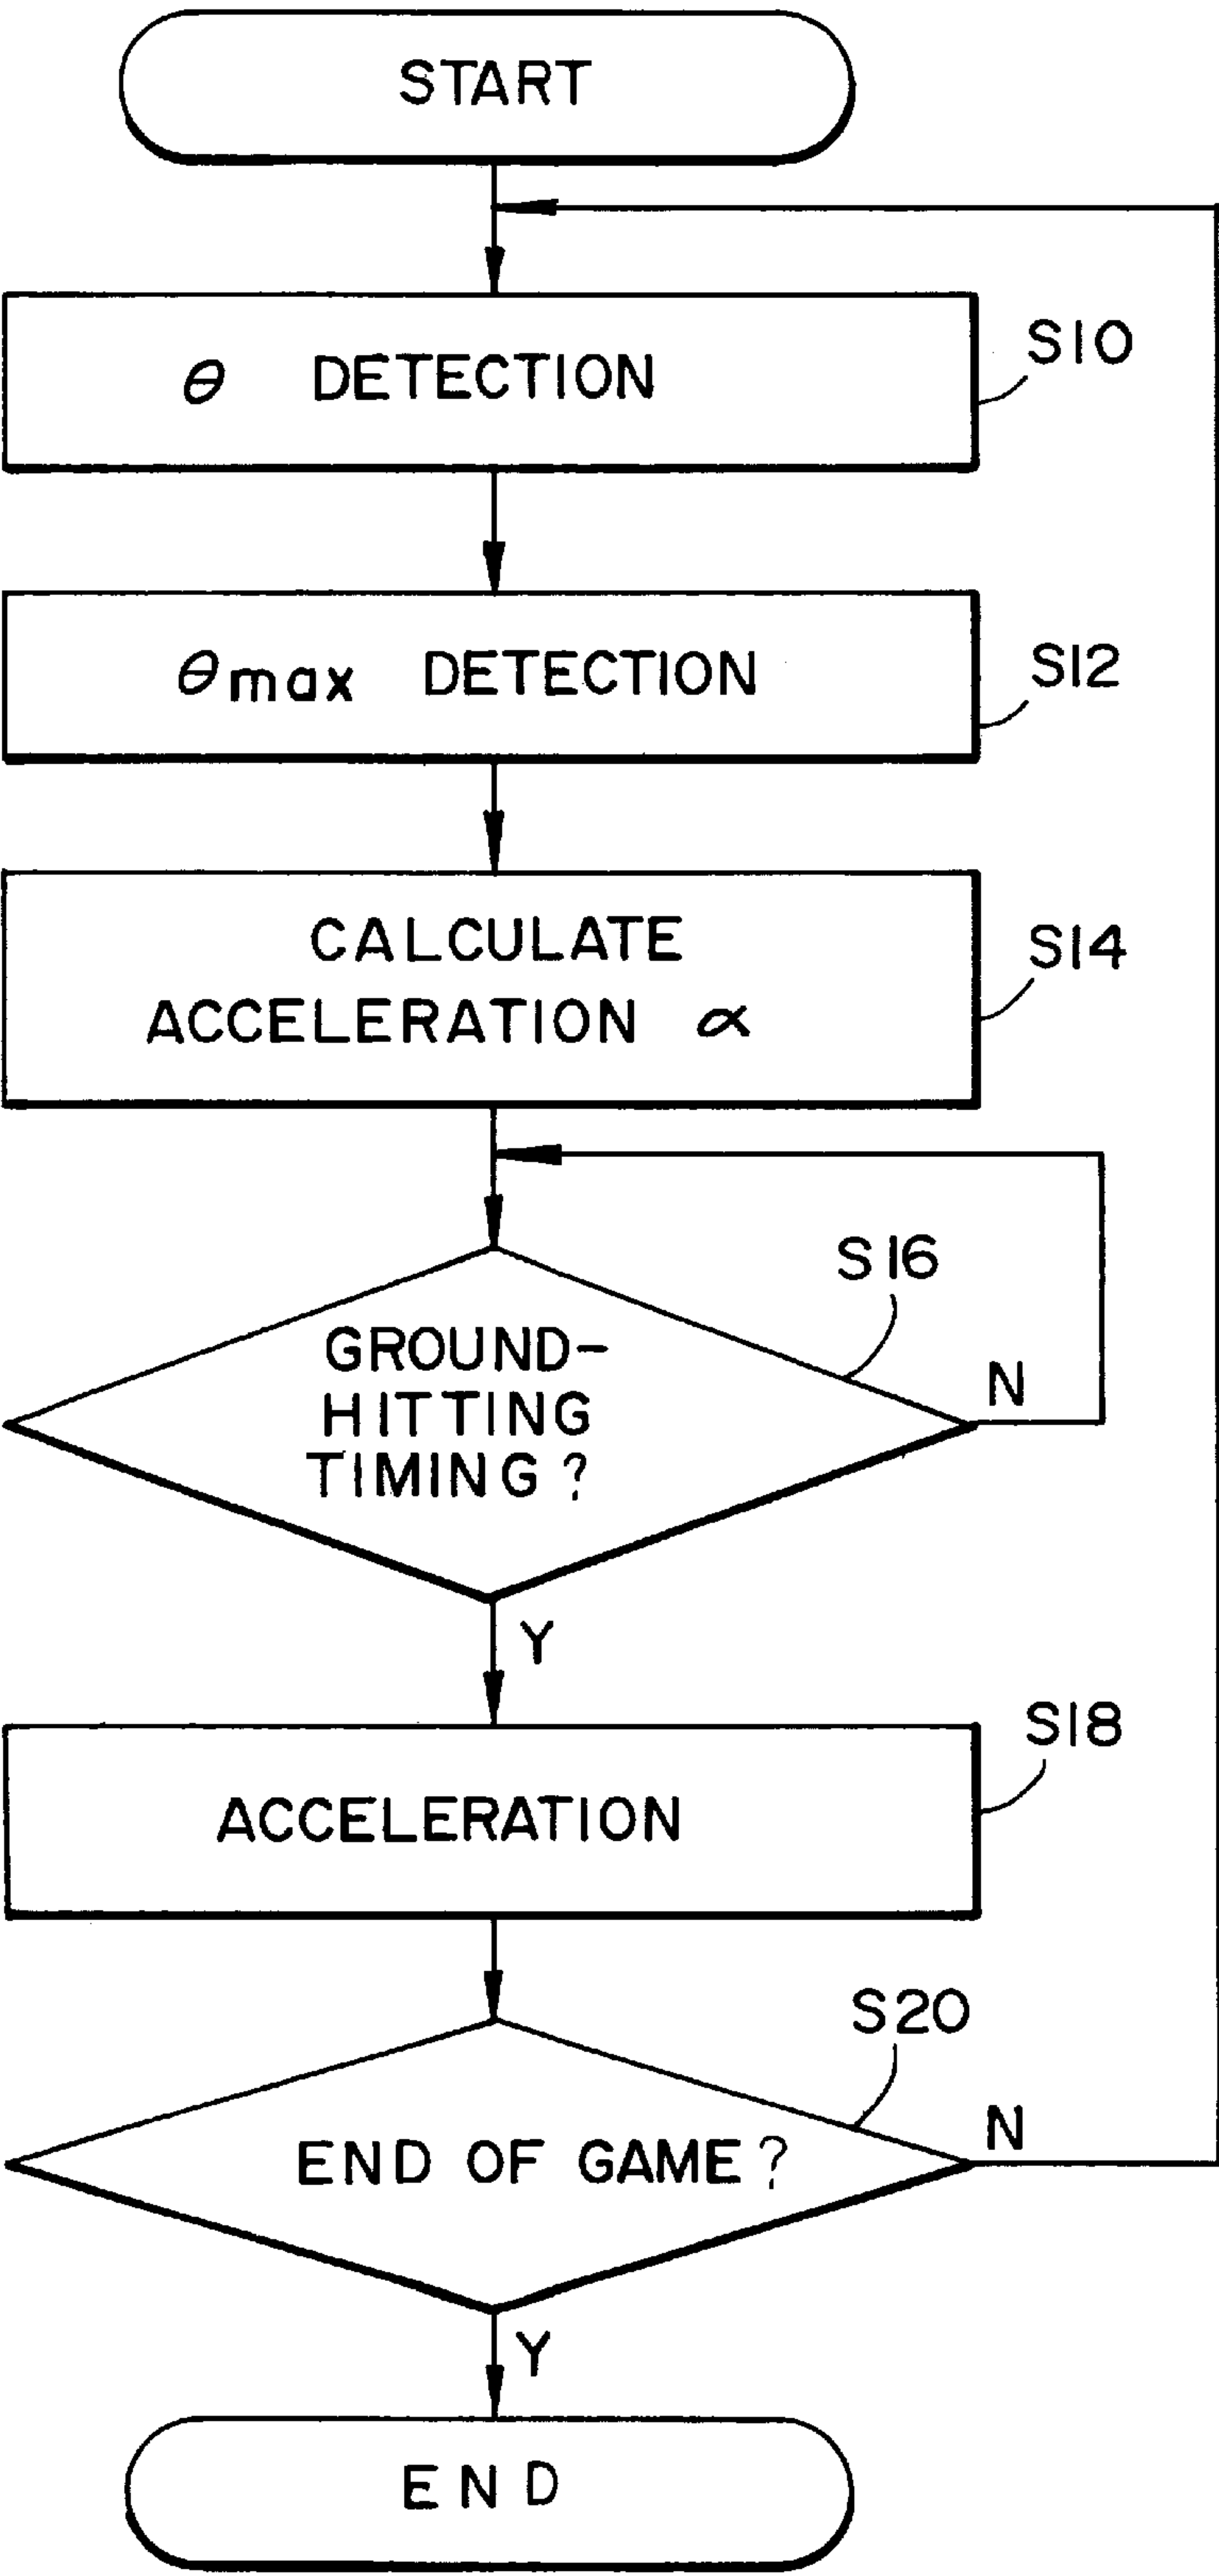 START
θ DETECTION
S10
θmax DETECTION
S12
CALCULATE
ACCELERATION α
S14
S16
GROUND-
HITTING
TIMING?
N
Y
ACCELERATION
S18
S20
END OF GAME?
N
Y
END